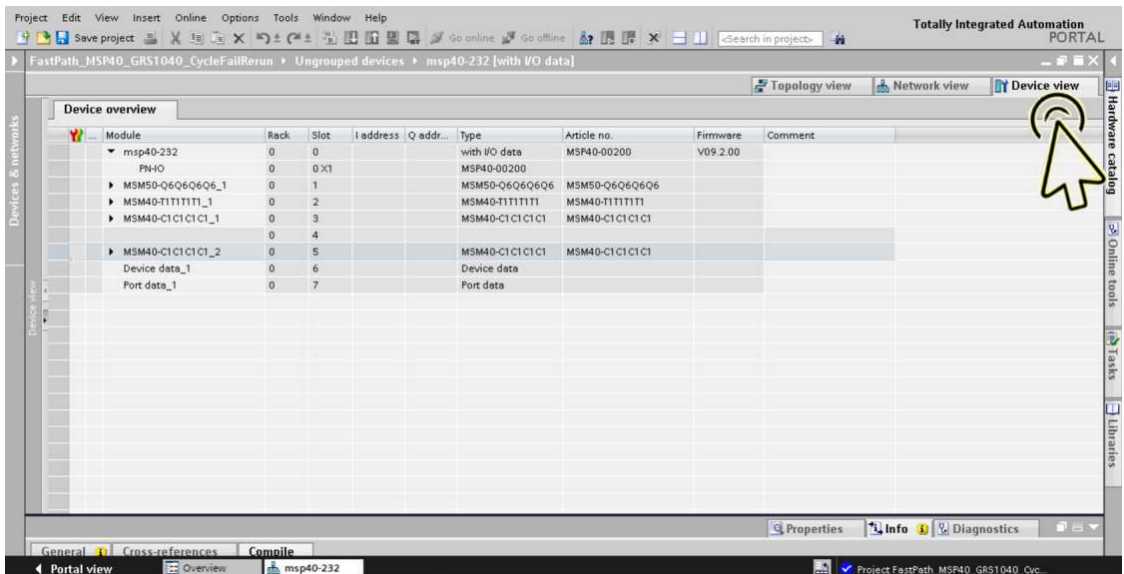 Project Edit View Insert Online Options Tools Window Help
Totally Integrated Automation
PORTAL
Save project Go online Go offline <Search in project>
FastPath_MSP40_GRS1040_CycleFailRerun Ungrouped devices msp40-232 [with I/O data]
Topology view Network view Device view
Device overview
... Module Rack Slot I address Q addr... Type Article no. Firmware Comment
msp40-232 0 0 with I/O data MSP40-00200 V09.2.00
PN-IO 0 0 X1 MSP40-00200
MSM50-Q6Q6Q6Q6_1 0 1 MSM50-Q6Q6Q6Q6 MSM50-Q6Q6Q6Q6
MSM40-T1T1T1T1_1 0 2 MSM40-T1T1T1T1 MSM40-T1T1T1T1
MSM40-C1C1C1C1_1 0 3 MSM40-C1C1C1C1 MSM40-C1C1C1C1
0 4
MSM40-C1C1C1C1_2 0 5 MSM40-C1C1C1C1 MSM40-C1C1C1C1
Device data_1 0 6 Device data
Port data_1 0 7 Port data
Devices & networks
Device view
Hardware catalog
Online tools
Tasks
Libraries
Properties Info Diagnostics
General Cross-references Compile
Portal view Overview msp40-232 Project FastPath_MSP40_GRS1040_Cyc...